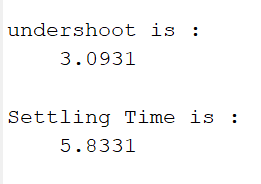 undershoot is :
3.0931
Settling Time is :
5.8331